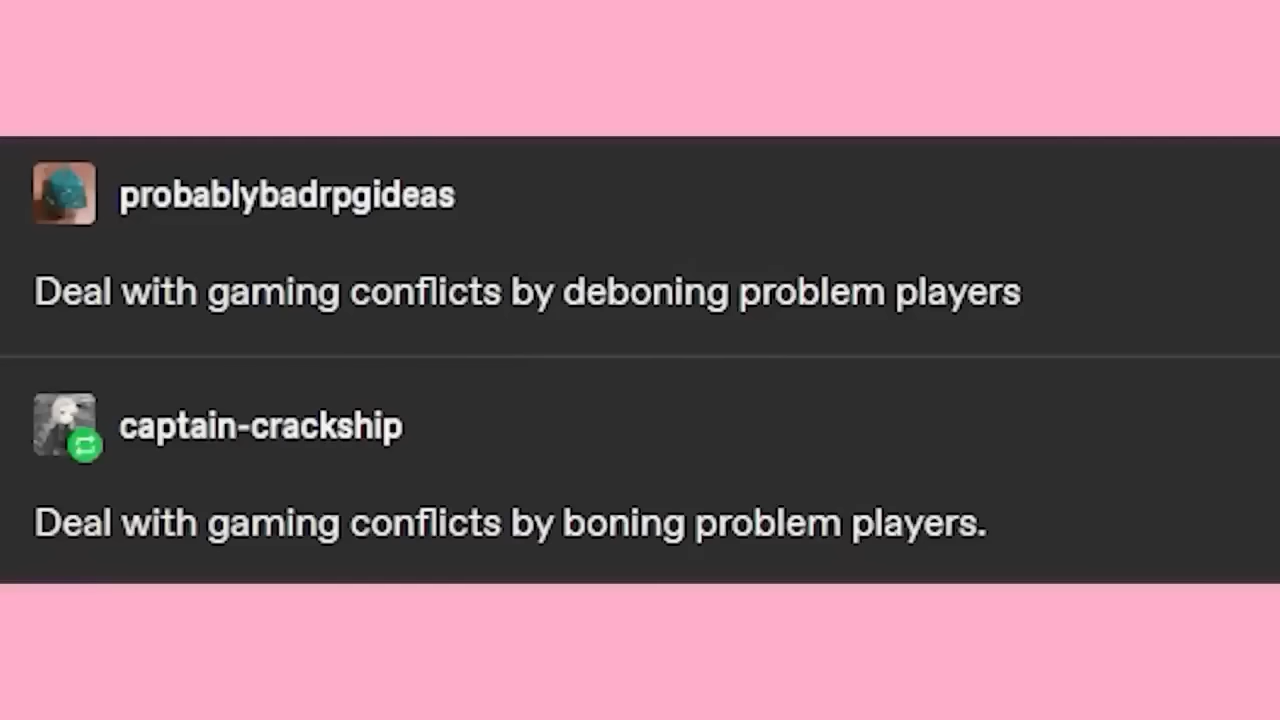 probablybadrpgideas
Deal with gaming conflicts by deboning problem players
captain-crackship
Deal with gaming conflicts by boning problem players.